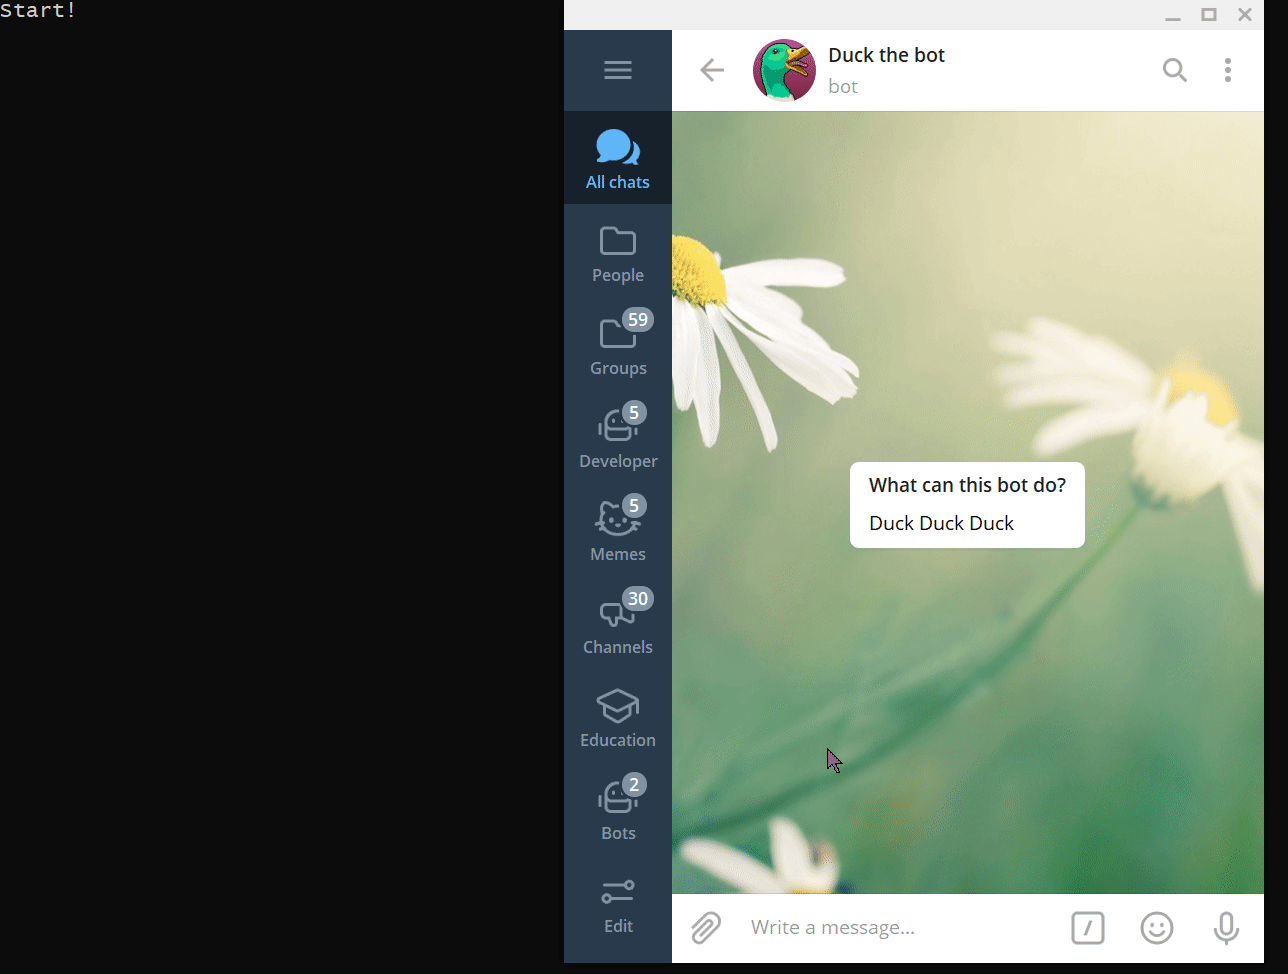 Start!
Duck the bot
bot
All chats
People
59
Groups
5
Developer
5
Memes
30
Channels
Education
2
Bots
Edit
What can this bot do?
Duck Duck Duck
Write a message...
/